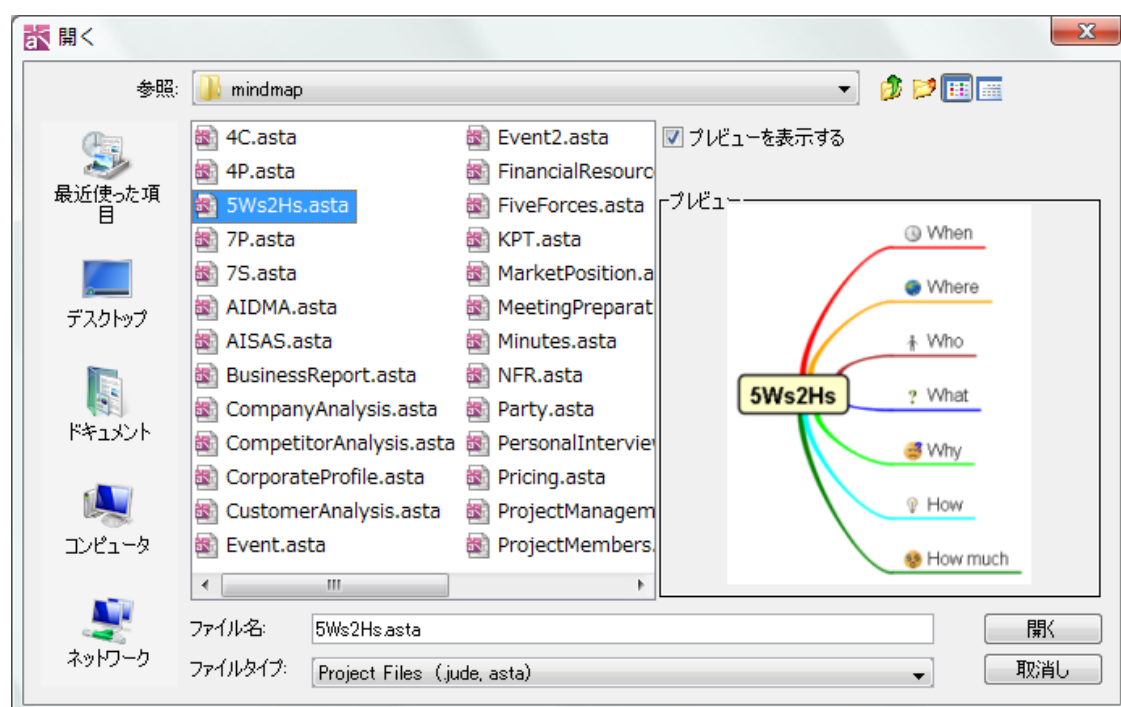 開く
参照:
mindmap
最近使った項
目
デスクトップ
ドキュメント
コンピュータ
ネットワーク
4C.asta
4P.asta
5Ws2Hs.asta
7P.asta
7S.asta
AIDMA.asta
AISAS.asta
BusinessReport.asta
CompanyAnalysis.asta
CompetitorAnalysis.asta
CorporateProfile.asta
CustomerAnalysis.asta
Event.asta
Event2.asta
FinancialResourc
FiveForces.asta
KPT.asta
MarketPosition.a
MeetingPreparat
Minutes.asta
NFR.asta
Party.asta
PersonalIntervie
Pricing.asta
ProjectManagem
ProjectMembers.
プレビューを表示する
プレビュー
5Ws2Hs
When
Where
Who
? What
Why
How
How much
ファイル名:
5Ws2Hs.asta
開く
ファイルタイプ:
Project Files (.jude, asta)
取消し